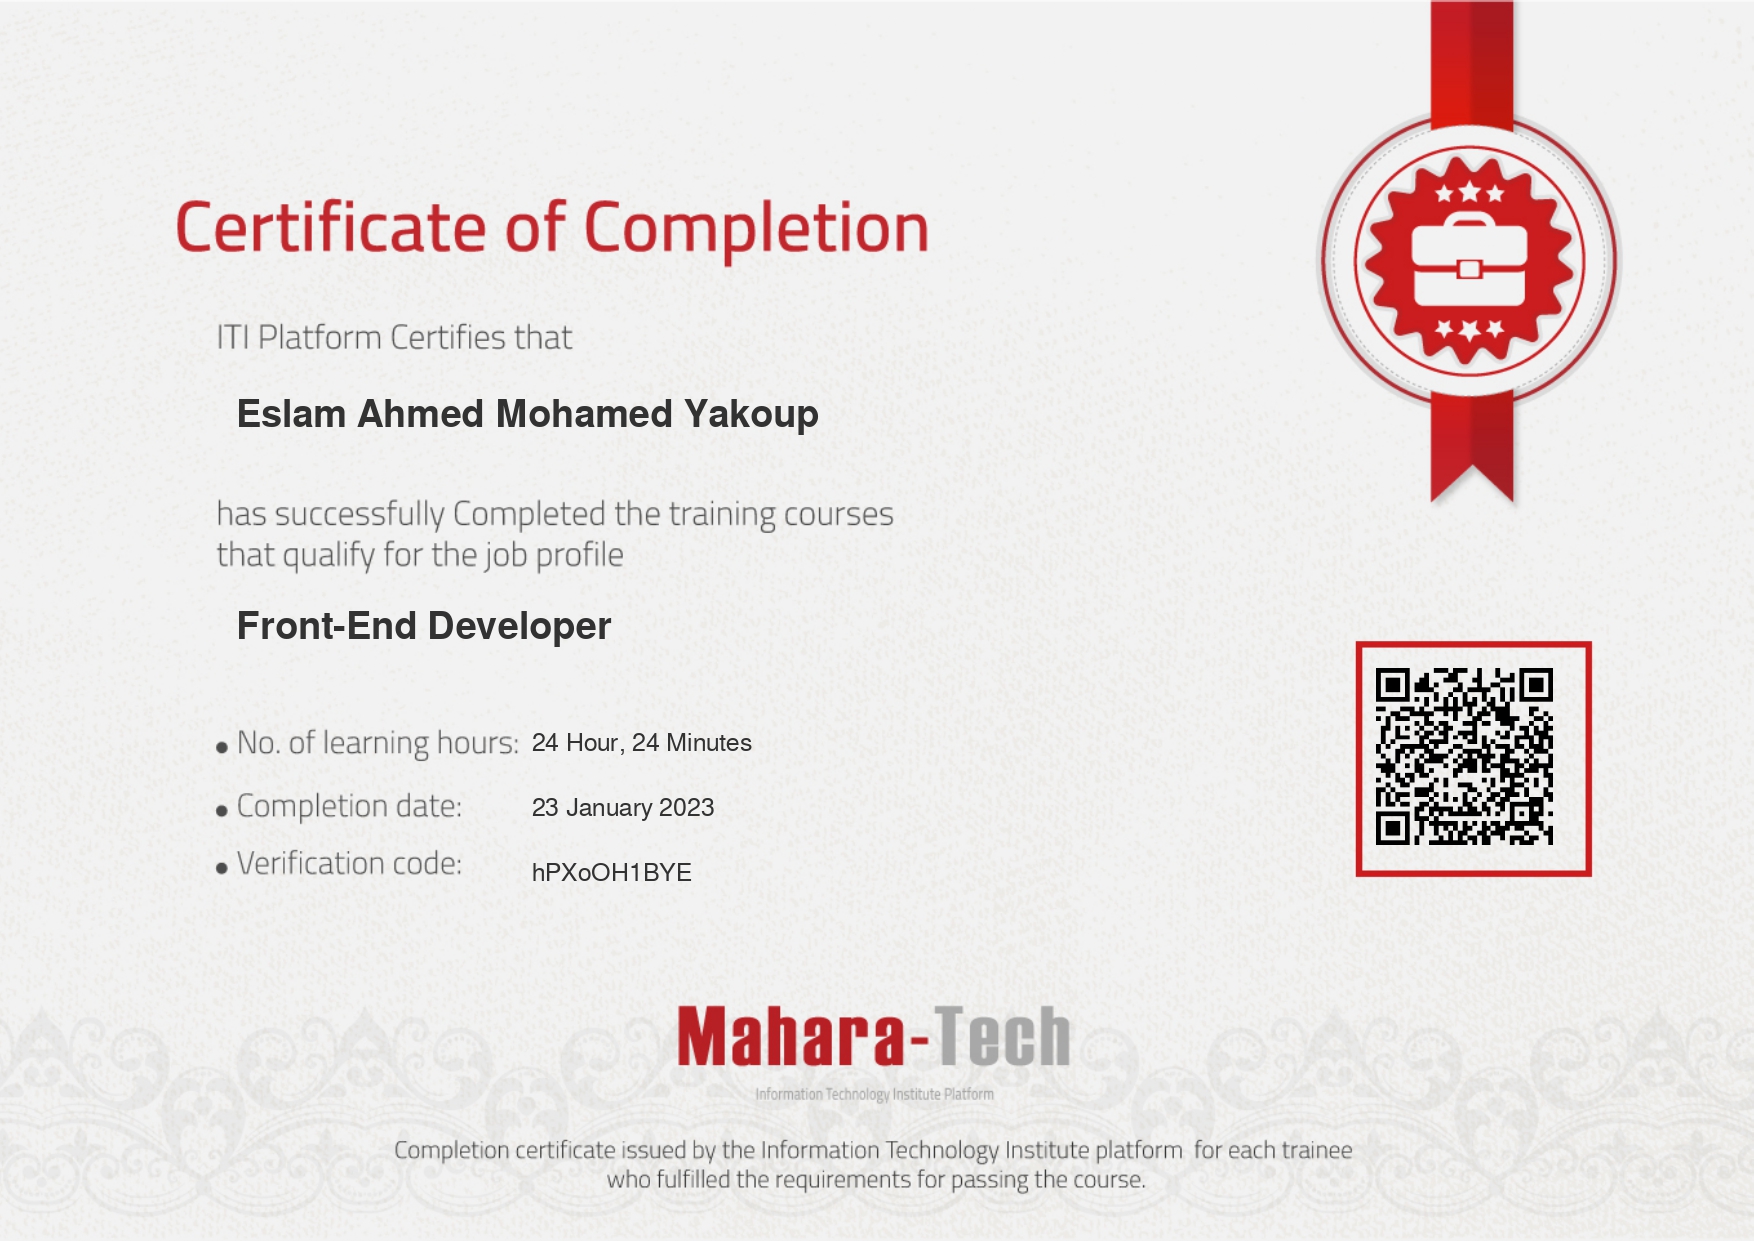 Certificate of Completion
ITI Platform Certifies that
Eslam Ahmed Mohamed Yakoup
has successfully Completed the training courses
that qualify for the job profile
Front-End Developer
• No. of learning hours: 24 Hour, 24 Minutes
• Completion date: 23 January 2023
• Verification code: hPXoOH1BYE
Mahara-Tech
Information Technology Institute Platform
Completion certificate issued by the Information Technology Institute platform for each trainee
who fulfilled the requirements for passing the course.